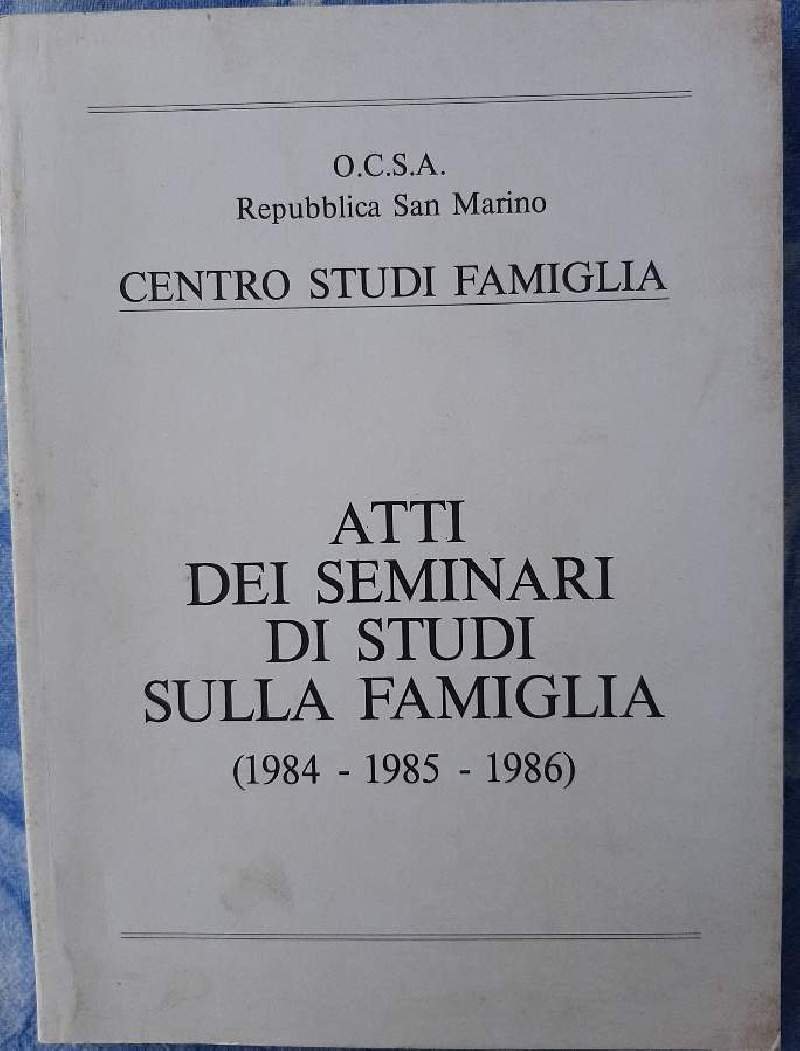 O.C.S.A.
Repubblica San Marino
CENTRO STUDI FAMIGLIA
ATTI
DEI SEMINARI
DI STUDI
SULLA FAMIGLIA
(1984 - 1985 - 1986)